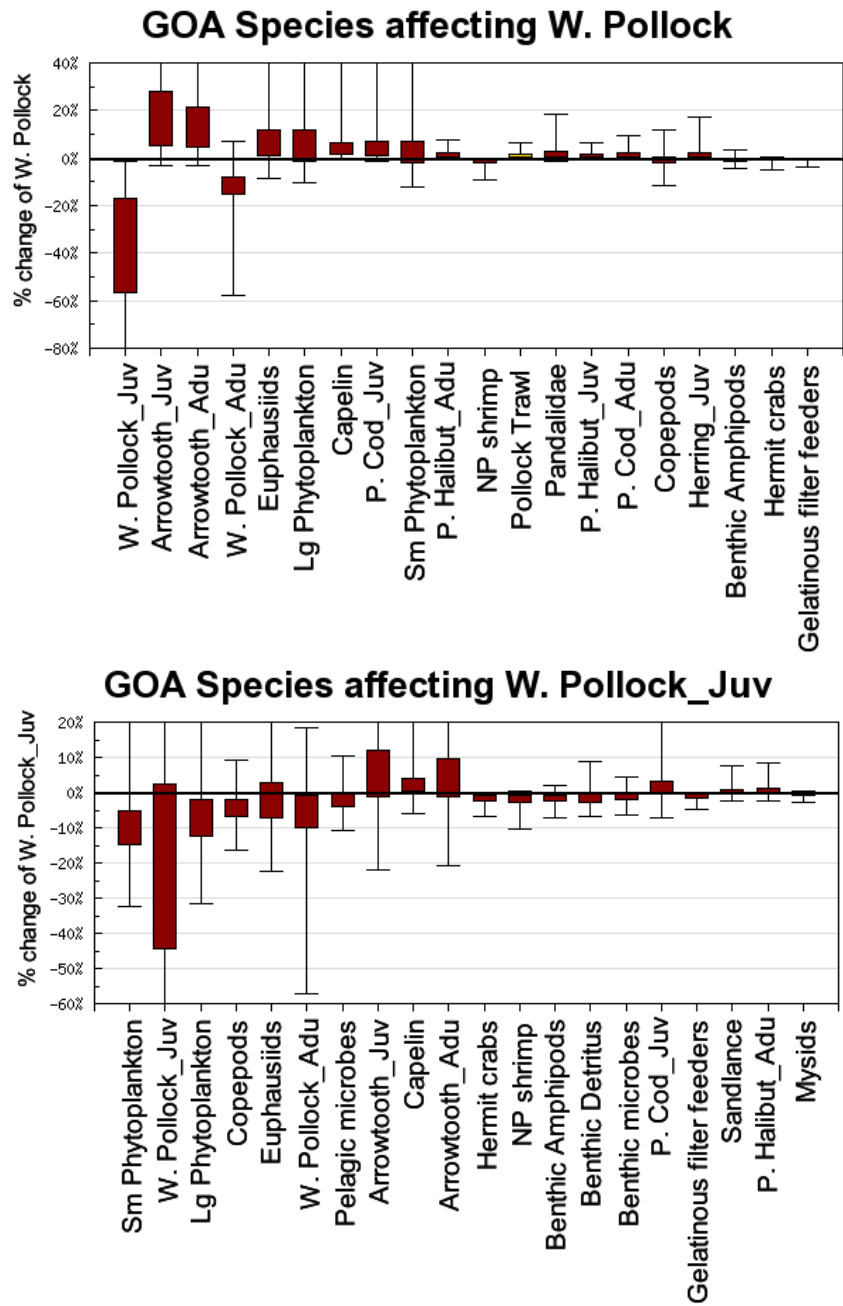 GOA Species affecting W. Pollock
% change of W. Pollock
40%
20%
0%
-20%
-40%
-60%
-80%
W. Pollock_Juv
Arrowtooth_Juv
Arrowtooth_Adu
W. Pollock_Adu
Euphausiids
Lg Phytoplankton
Capelin
P. Cod_Juv
Sm Phytoplankton
P. Halibut_Adu
NP shrimp
Pollock Trawl
Pandalidae
P. Halibut_Juv
P. Cod_Adu
Copepods
Herring_Juv
Benthic Amphipods
Hermit crabs
Gelatinous filter feeders
GOA Species affecting W. Pollock_Juv
% change of W. Pollock_Juv
20%
10%
0%
-10%
-20%
-30%
-40%
-50%
-60%
Sm Phytoplankton
W. Pollock_Juv
Lg Phytoplankton
Copepods
Euphausiids
W. Pollock_Adu
Pelagic microbes
Arrowtooth_Juv
Capelin
Arrowtooth_Adu
Hermit crabs
NP shrimp
Benthic Amphipods
Benthic Detritus
Benthic microbes
P. Cod_Juv
Gelatinous filter feeders
Sandlance
P. Halibut_Adu
Mysids